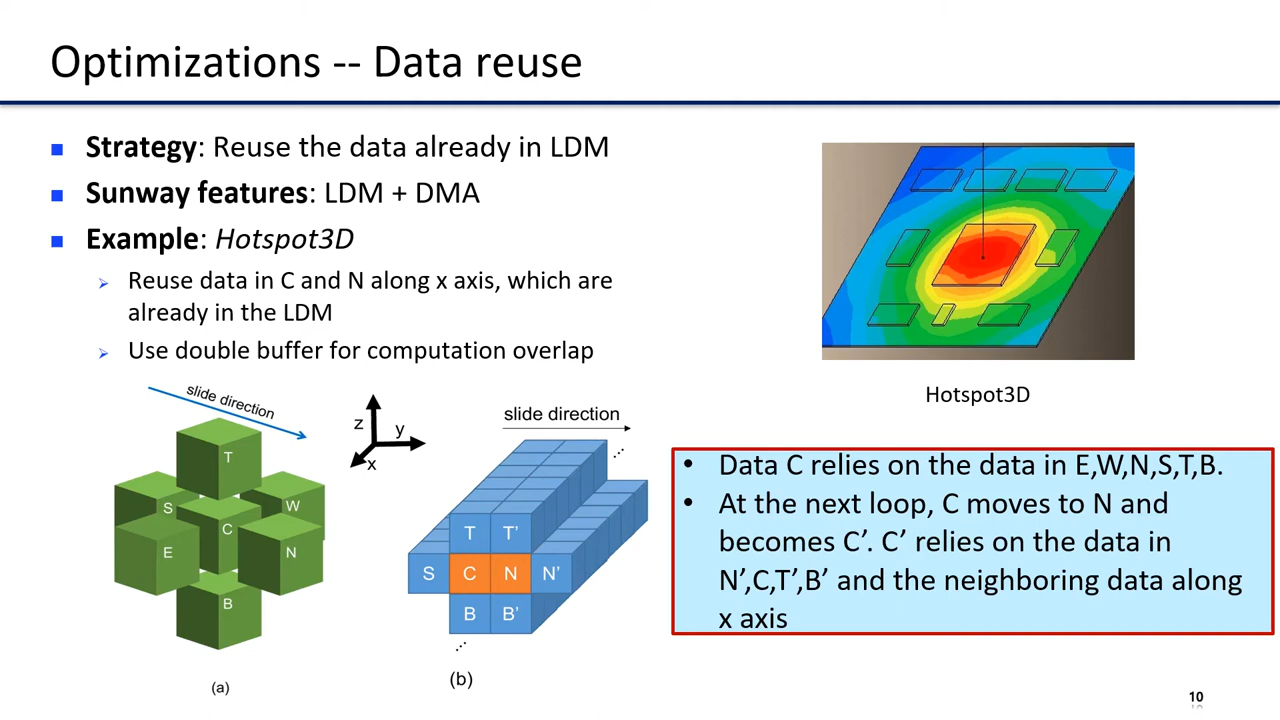 Optimizations -- Data reuse
Strategy: Reuse the data already in LDM
Sunway features: LDM + DMA
Example: Hotspot3D
Reuse data in C and N along x axis, which are
already in the LDM
Use double buffer for computation overlap
slide direction
T
S
W
C
E
N
B
(a)
z
y
x
slide direction
...
T T’
S C N N’
B B’
...
(b)
Hotspot3D
• Data C relies on the data in E,W,N,S,T,B.
• At the next loop, C moves to N and
becomes C’. C’ relies on the data in
N’,C,T’,B’ and the neighboring data along
x axis
10